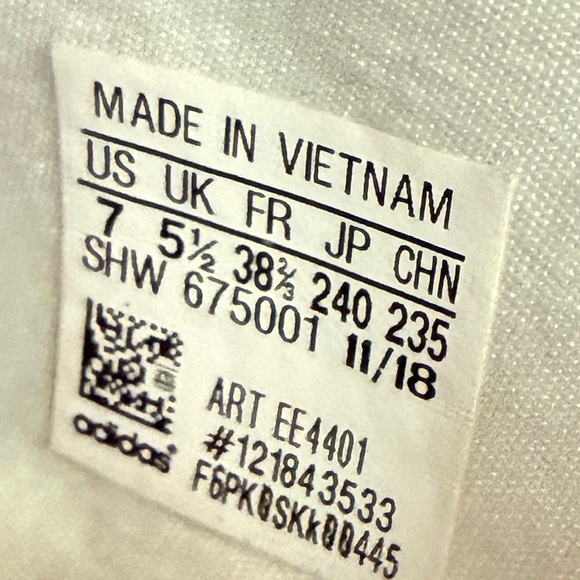 MADE IN VIETNAM
US UK FR JP CHN
7 5½ 38⅔ 240 235
SHW 675001 11/18
ART EE4401
#121843533
adidas